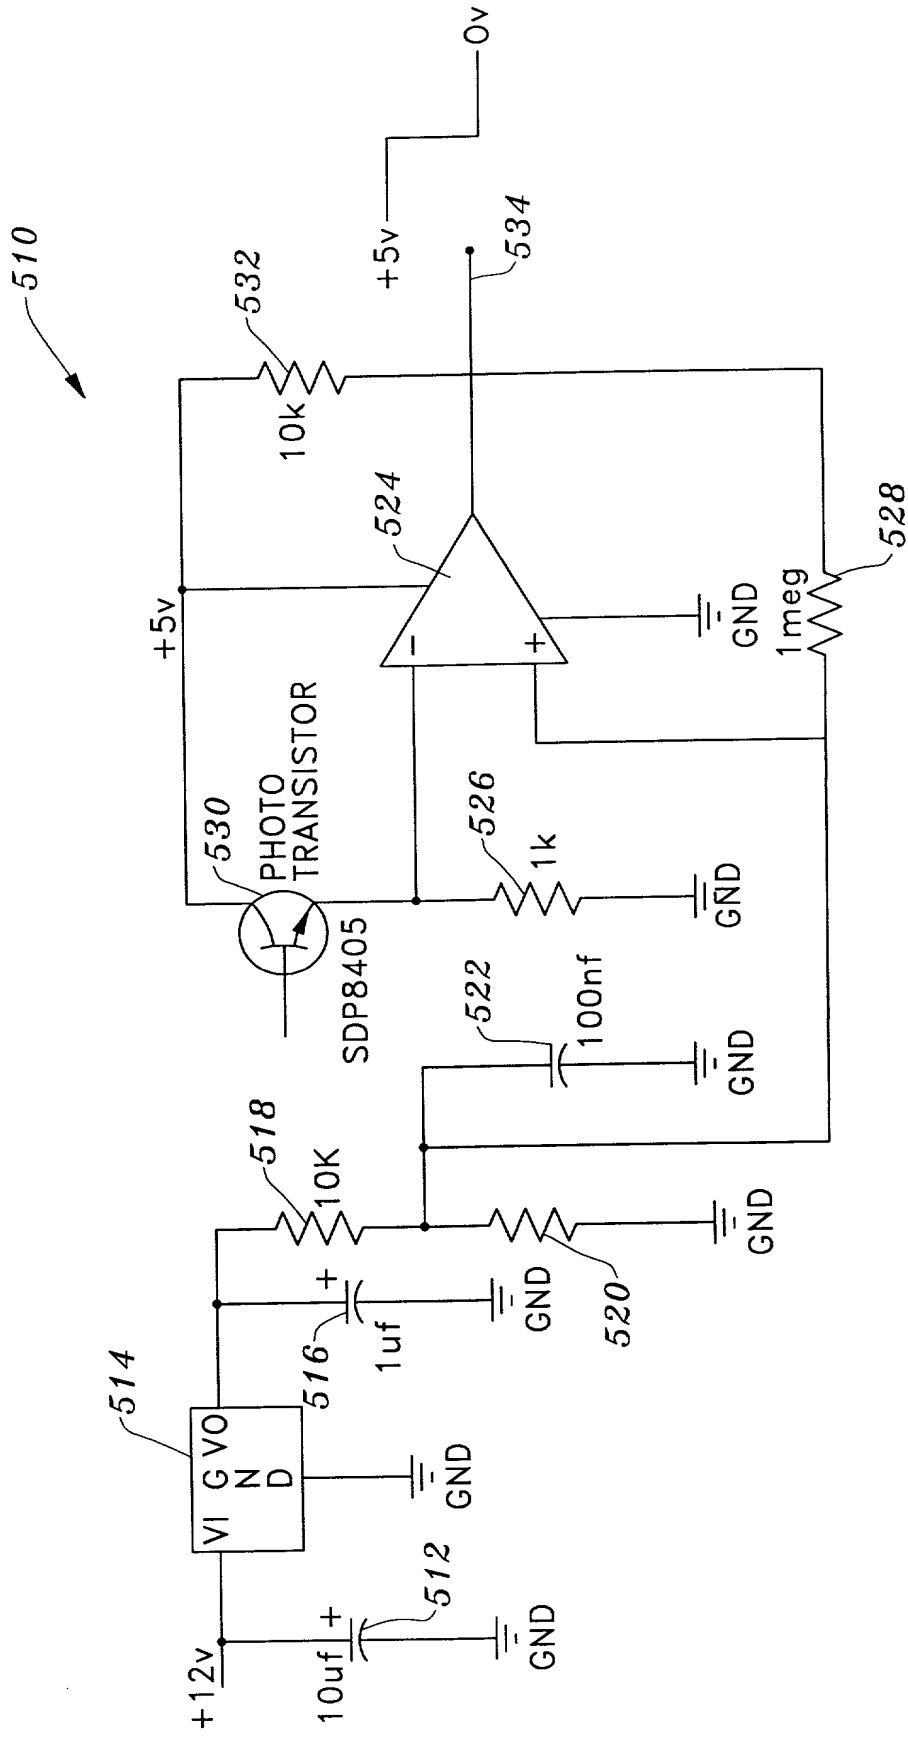 510
+12v
10uf
+
512
GND
514
VI
GND
VO
GND
516
+
1uf
GND
518
10K
520
GND
522
100nf
GND
530
PHOTO
TRANSISTOR
SDP8405
526
1k
GND
+5v
524
-
+
GND
1meg
528
532
10k
534
+5v
0v